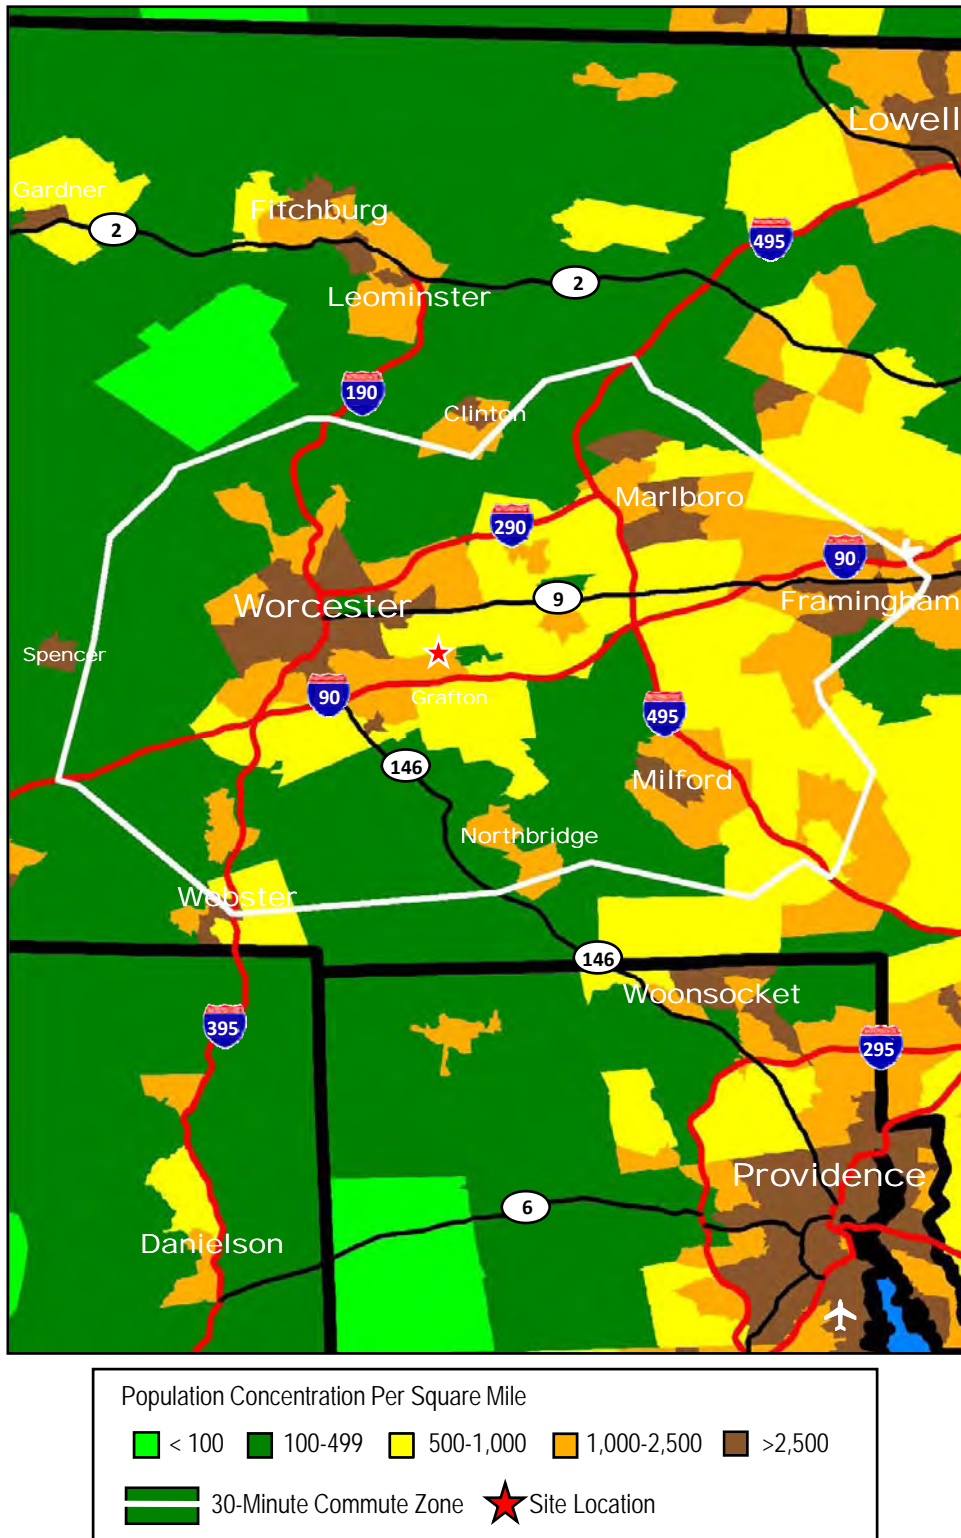 Lowell
Gardner
Fitchburg
2
495
2
Leominster
190
Clinton
Marlboro
290
90
9
Worcester
Framingham
Spencer
Grafton
90
495
146
Milford
Northbridge
Webster
146
Woonsocket
395
295
Providence
6
Danielson
Population Concentration Per Square Mile
< 100 100-499 500-1,000 1,000-2,500 >2,500
30-Minute Commute Zone Site Location